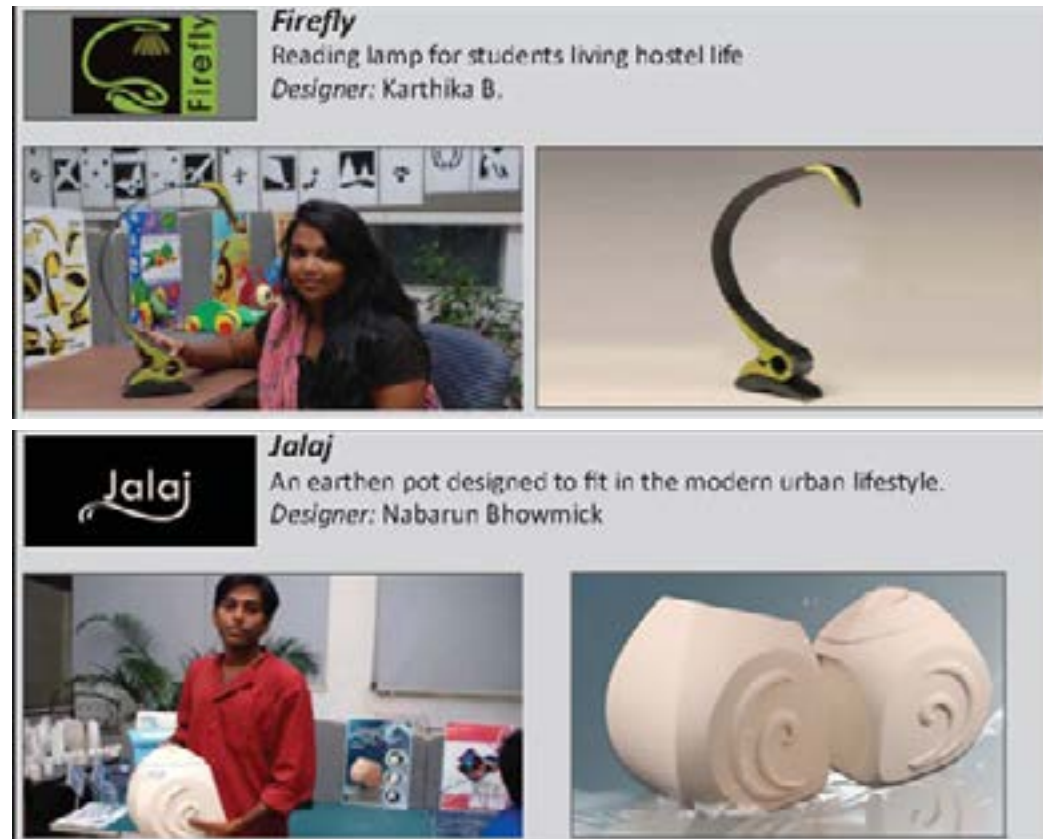 Firefly
Firefly
Reading lamp for students living hostel life
Designer: Karthika B.
Jalaj
Jalaj
An earthen pot designed to fit in the modern urban lifestyle.
Designer: Nabarun Bhowmick